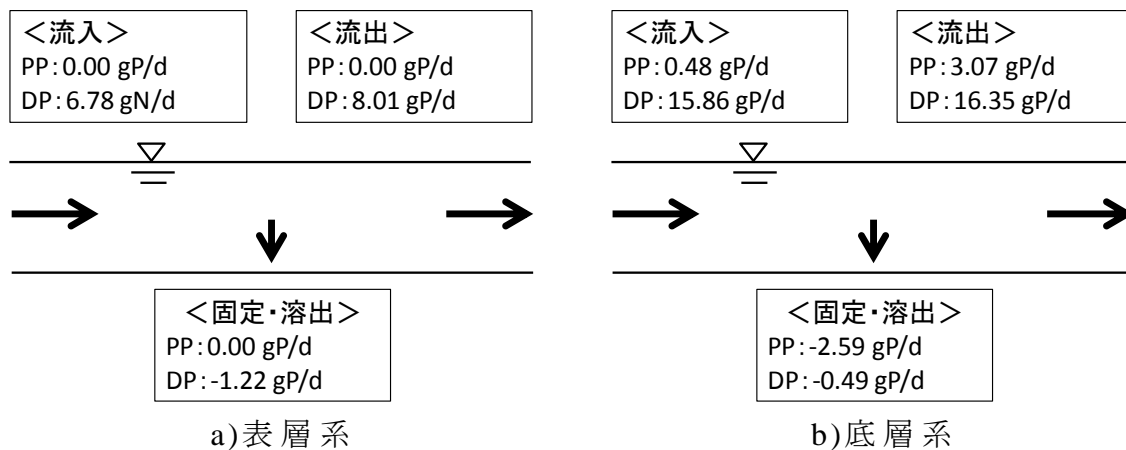 ＜流入＞
PP:0.00 gP/d
DP:6.78 gN/d
＜流出＞
PP:0.00 gP/d
DP:8.01 gP/d
＜固定・溶出＞
PP:0.00 gP/d
DP:-1.22 gP/d
a)表層系
＜流入＞
PP:0.48 gP/d
DP:15.86 gP/d
＜流出＞
PP:3.07 gP/d
DP:16.35 gP/d
＜固定・溶出＞
PP:-2.59 gP/d
DP:-0.49 gP/d
b)底層系